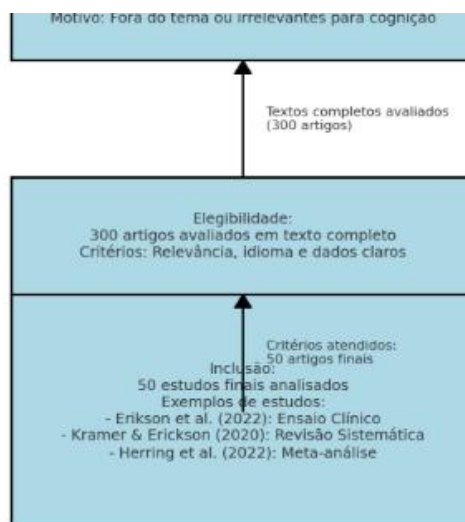 Motivo: Fora do tema ou irrelevantes para cognição
Textos completos avaliados
(300 artigos)
Elegibilidade:
300 artigos avaliados em texto completo
Critérios: Relevância, idioma e dados claros
Critérios atendidos:
50 artigos finais
Inclusão:
50 estudos finais analisados
Exemplos de estudos:
- Erikson et al. (2022): Ensaio Clínico
- Kramer & Erickson (2020): Revisão Sistemática
- Herring et al. (2022): Meta-análise